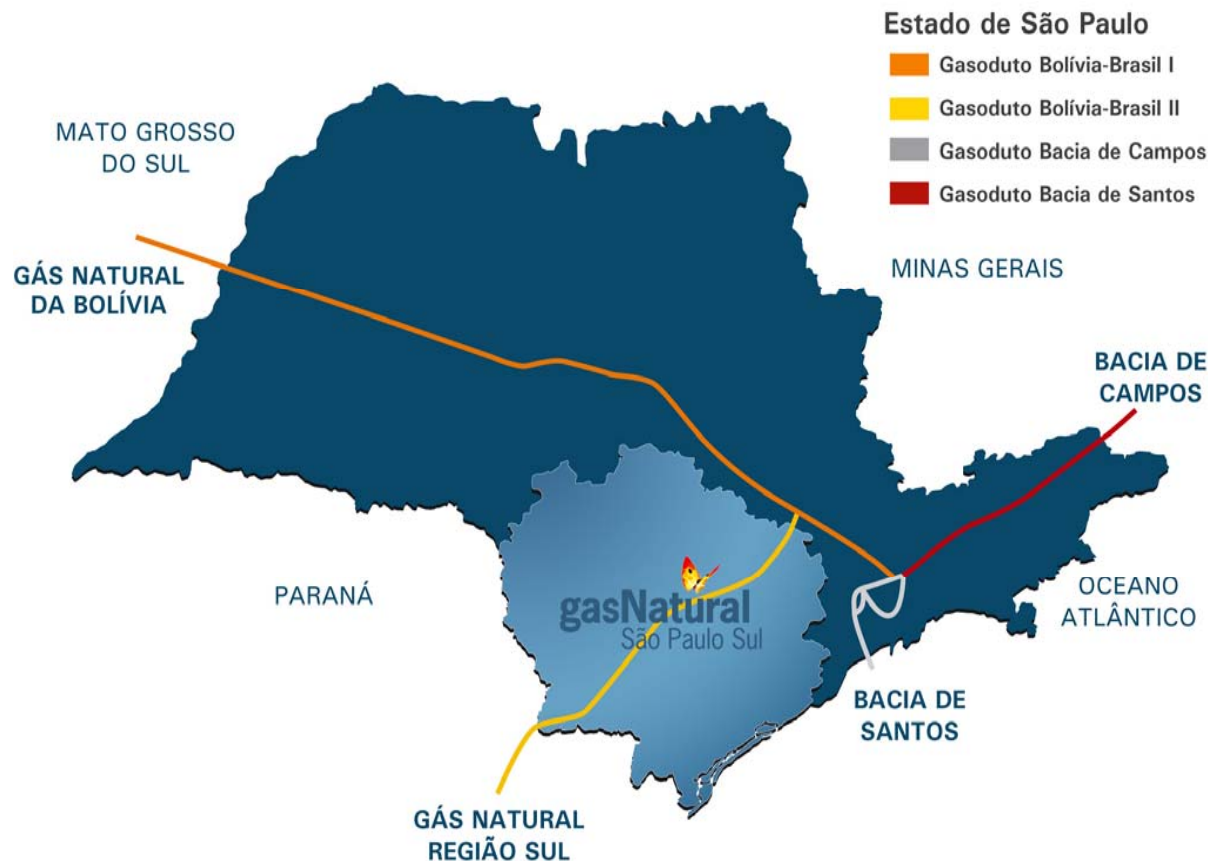 Estado de São Paulo
Gasoduto Bolívia-Brasil I
Gasoduto Bolívia-Brasil II
Gasoduto Bacia de Campos
Gasoduto Bacia de Santos
MATO GROSSO
DO SUL
GÁS NATURAL
DA BOLÍVIA
MINAS GERAIS
BACIA DE
CAMPOS
PARANÁ
gasNatural
São Paulo Sul
OCEANO
ATLÂNTICO
BACIA DE
SANTOS
GÁS NATURAL
REGIÃO SUL